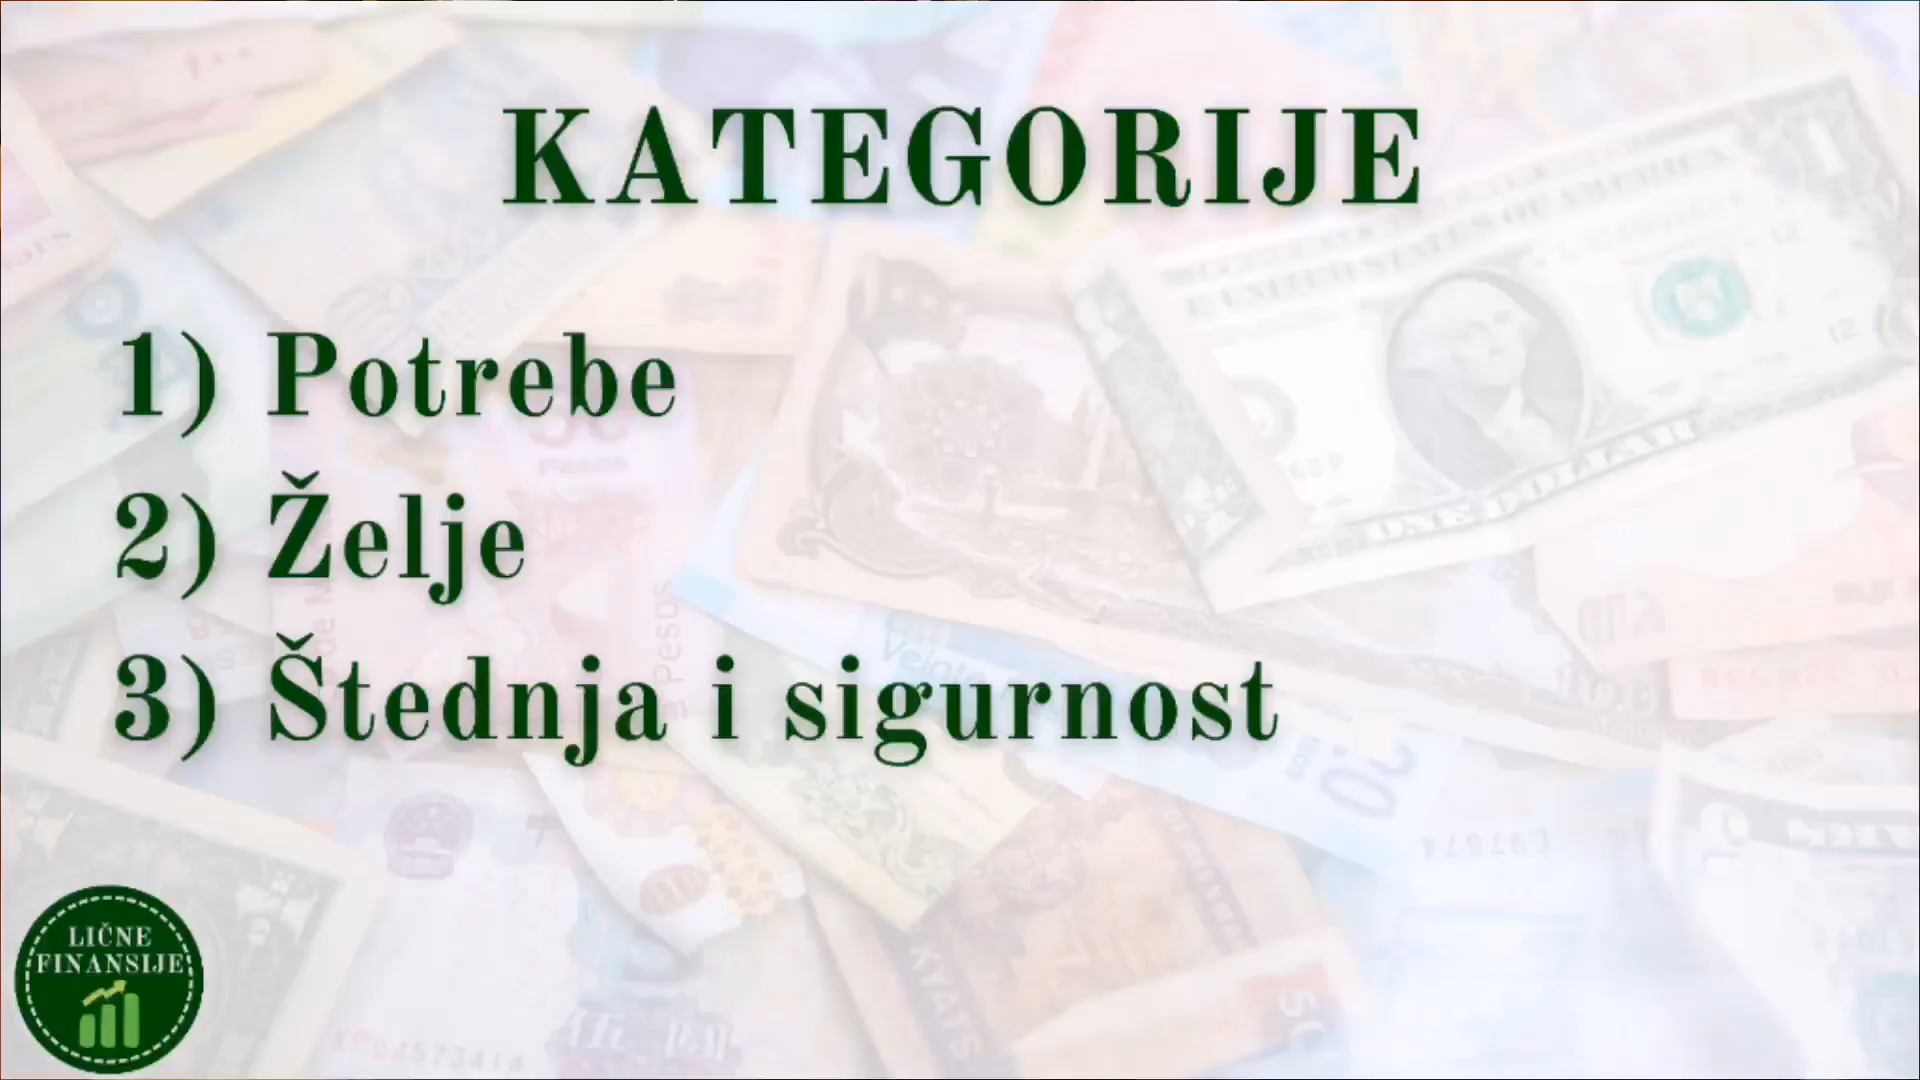 KATEGORIJE
1) Potrebe
2) Želje
3) Štednja i sigurnost
LIČNE
FINANSIJE